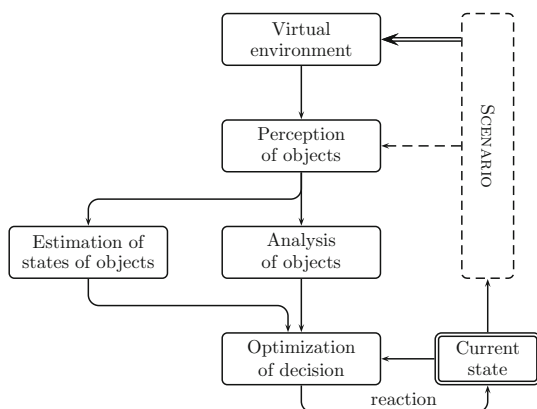 Virtual
environment
Perception
of objects
SCENARIO
Estimation of
states of objects
Analysis
of objects
Optimization
of decision
Current
state
reaction